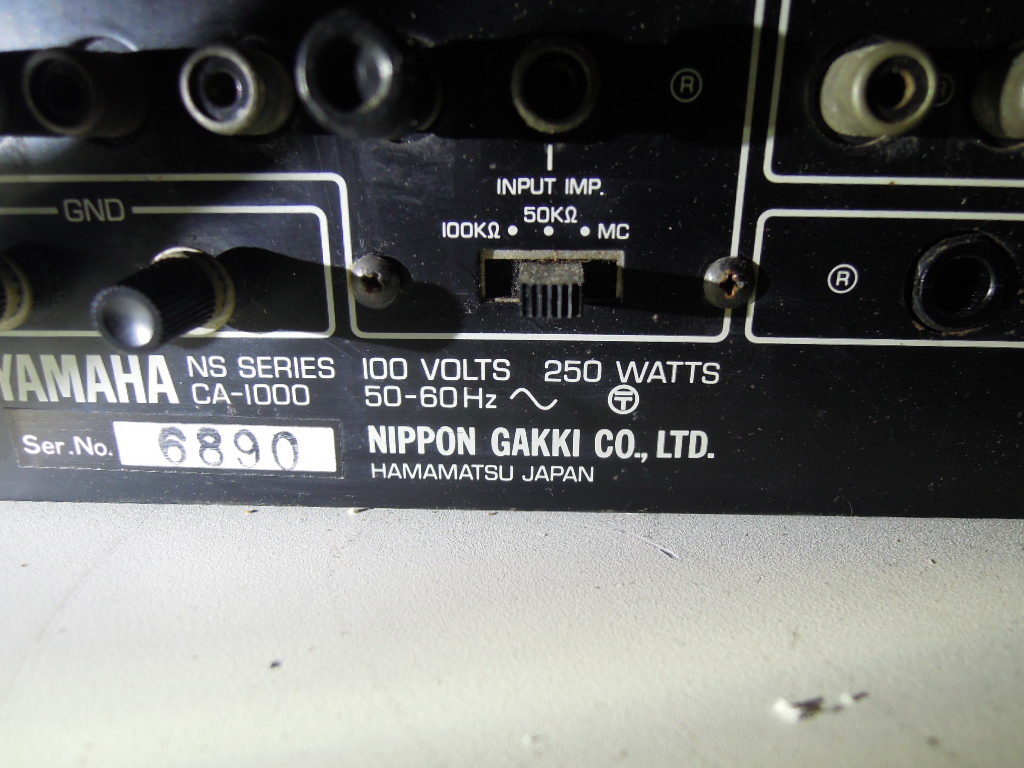 Ⓡ
Ⓡ
INPUT IMP.
GND
50KΩ
100KΩ • • • MC
Ⓡ
YAMAHA NS SERIES
CA-1000
100 VOLTS 250 WATTS
50-60Hz
Ser.No. 6890
NIPPON GAKKI CO., LTD.
HAMAMATSU JAPAN